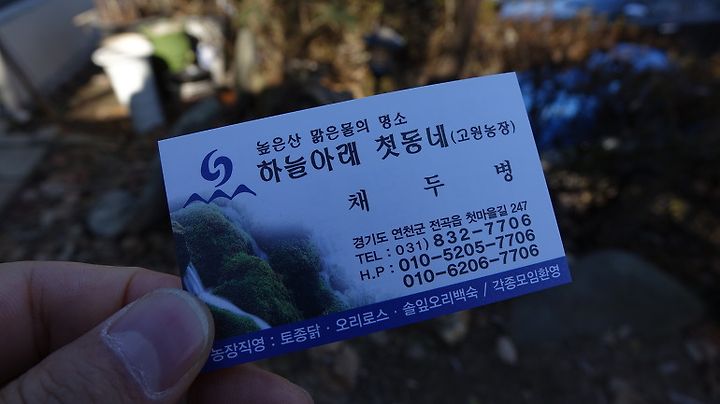 높은산 맑은물의 명소
하늘아래 첫동네(고원농장)
채 두 병
경기도 연천군 전곡읍 첫마을길 247
TEL : 031) 832-7706
H.P : 010-5205-7706
010-6206-7706
농장직영 ; 토종닭 · 오리로스 · 솔잎오리백숙 / 각종모임환영